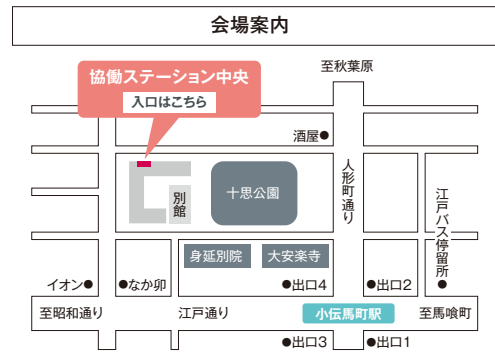 会場案内
至秋葉原
協働ステーション中央
入口はこちら
酒屋●
人形町通り
別館
十思公園
江戸バス停留所
身延別院
大安楽寺
イオン●
●なか卯
●出口4
●出口2
●
至昭和通り
江戸通り
小伝馬町駅
至馬喰町
●出口3
●出口1